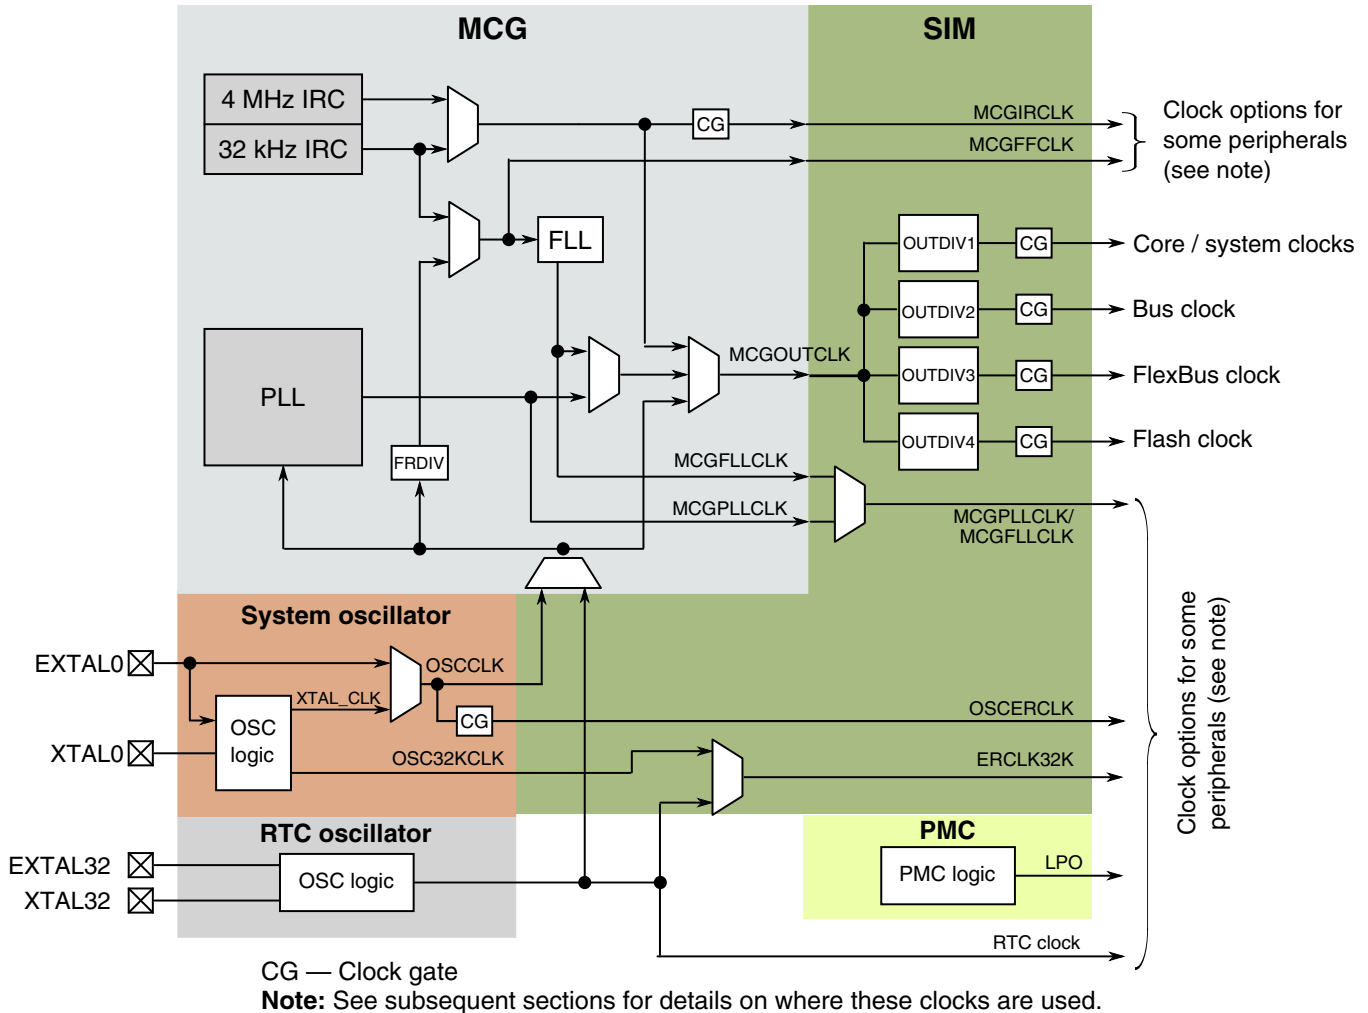 MCG
SIM
4 MHz IRC
32 kHz IRC
CG
MCGIRCLK
MCGFFCLK
Clock options for
some peripherals
(see note)
FLL
OUTDIV1
CG
Core / system clocks
OUTDIV2
CG
Bus clock
PLL
MCGOUTCLK
OUTDIV3
CG
FlexBus clock
OUTDIV4
CG
Flash clock
FRDIV
MCGFLLCLK
MCGPLLCLK
MCGPLLCLK/
MCGFLLCLK
System oscillator
EXTAL0
OSCCLK
XTAL_CLK
OSC
logic
CG
OSCERCLK
XTAL0
OSC32KCLK
ERCLK32K
Clock options for some
peripherals (see note)
RTC oscillator
PMC
EXTAL32
XTAL32
OSC logic
PMC logic
LPO
RTC clock
CG — Clock gate
Note: See subsequent sections for details on where these clocks are used.